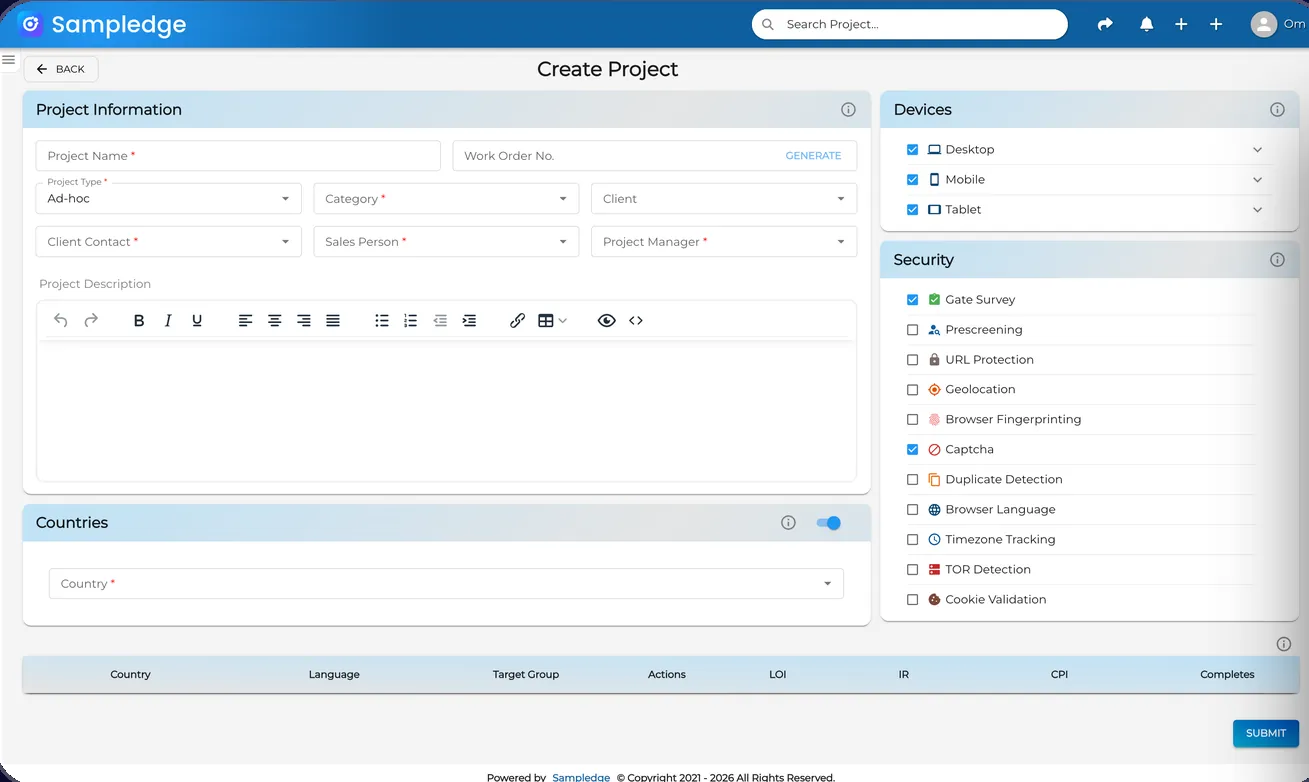 Sampledge
Search Project...
Om
BACK
Create Project
Project Information
Project Name *
Work Order No.
GENERATE
Project Type *
Ad-hoc
Category *
Client
Client Contact *
Sales Person *
Project Manager *
Project Description
B I U
Countries
Country *
Devices
Desktop
Mobile
Tablet
Security
Gate Survey
Prescreening
URL Protection
Geolocation
Browser Fingerprinting
Captcha
Duplicate Detection
Browser Language
Timezone Tracking
TOR Detection
Cookie Validation
Country Language Target Group Actions LOI IR CPI Completes
SUBMIT
Powered by Sampledge © Copyright 2021 - 2026 All Rights Reserved.